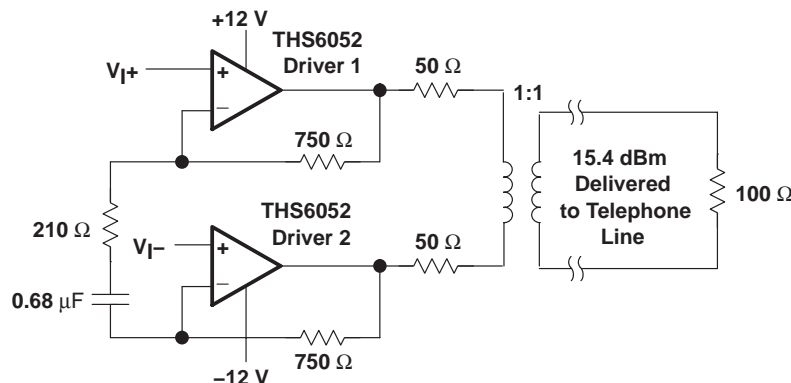 +12 V
THS6052
Driver 1
VI+
+
−
50 Ω
1:1
750 Ω
15.4 dBm
Delivered
to Telephone
Line
100 Ω
210 Ω
THS6052
Driver 2
VI−
+
−
50 Ω
0.68 μF
750 Ω
−12 V